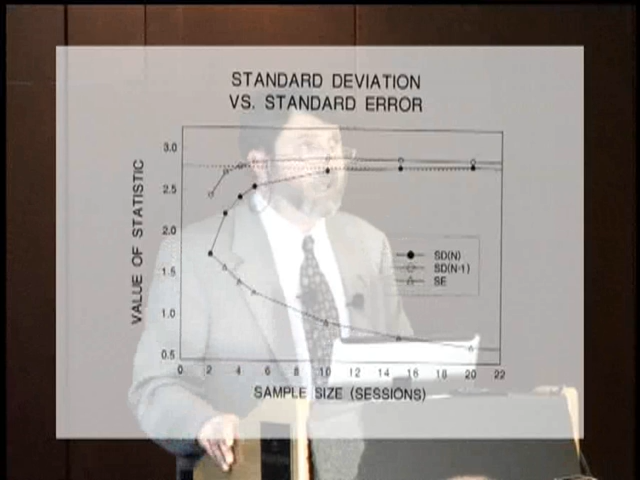 STANDARD DEVIATION
VS. STANDARD ERROR
VALUE OF STATISTIC
3.0
2.5
2.0
1.5
1.0
0.5
SD(N)
SD(N-1)
SE
0 2 4 6 8 10 12 14 16 18 20 22
SAMPLE SIZE (SESSIONS)